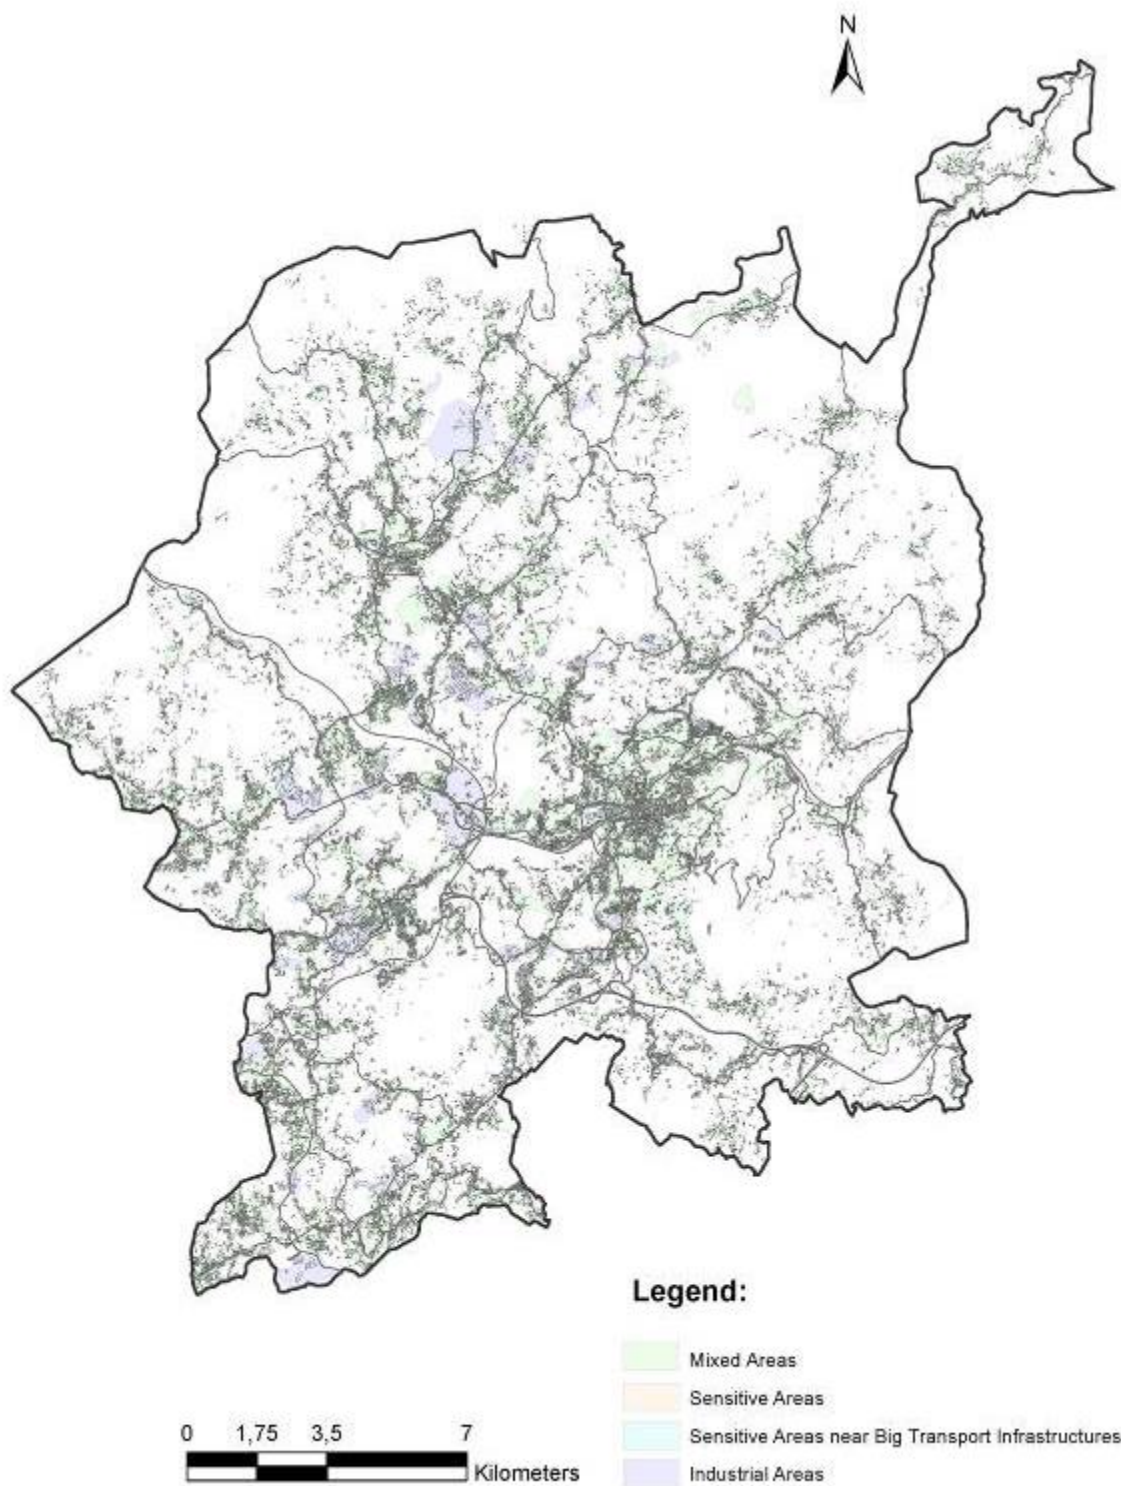 N
Legend:
Mixed Areas
Sensitive Areas
Sensitive Areas near Big Transport Infrastructures
Industrial Areas
0 1,75 3,5 7
Kilometers